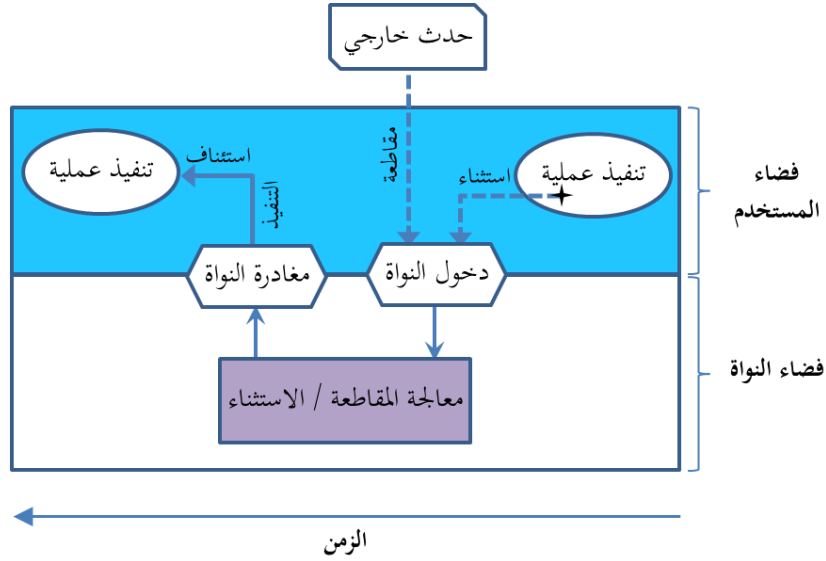 حدث خارجي
مقاطعة
تنفيذ عملية
استثناء
استئناف
التنفيذ
تنفيذ عملية
فضاء
المستخدم
دخول النواة
مغادرة النواة
معالجة المقاطعة / الاستثناء
فضاء النواة
الزمن